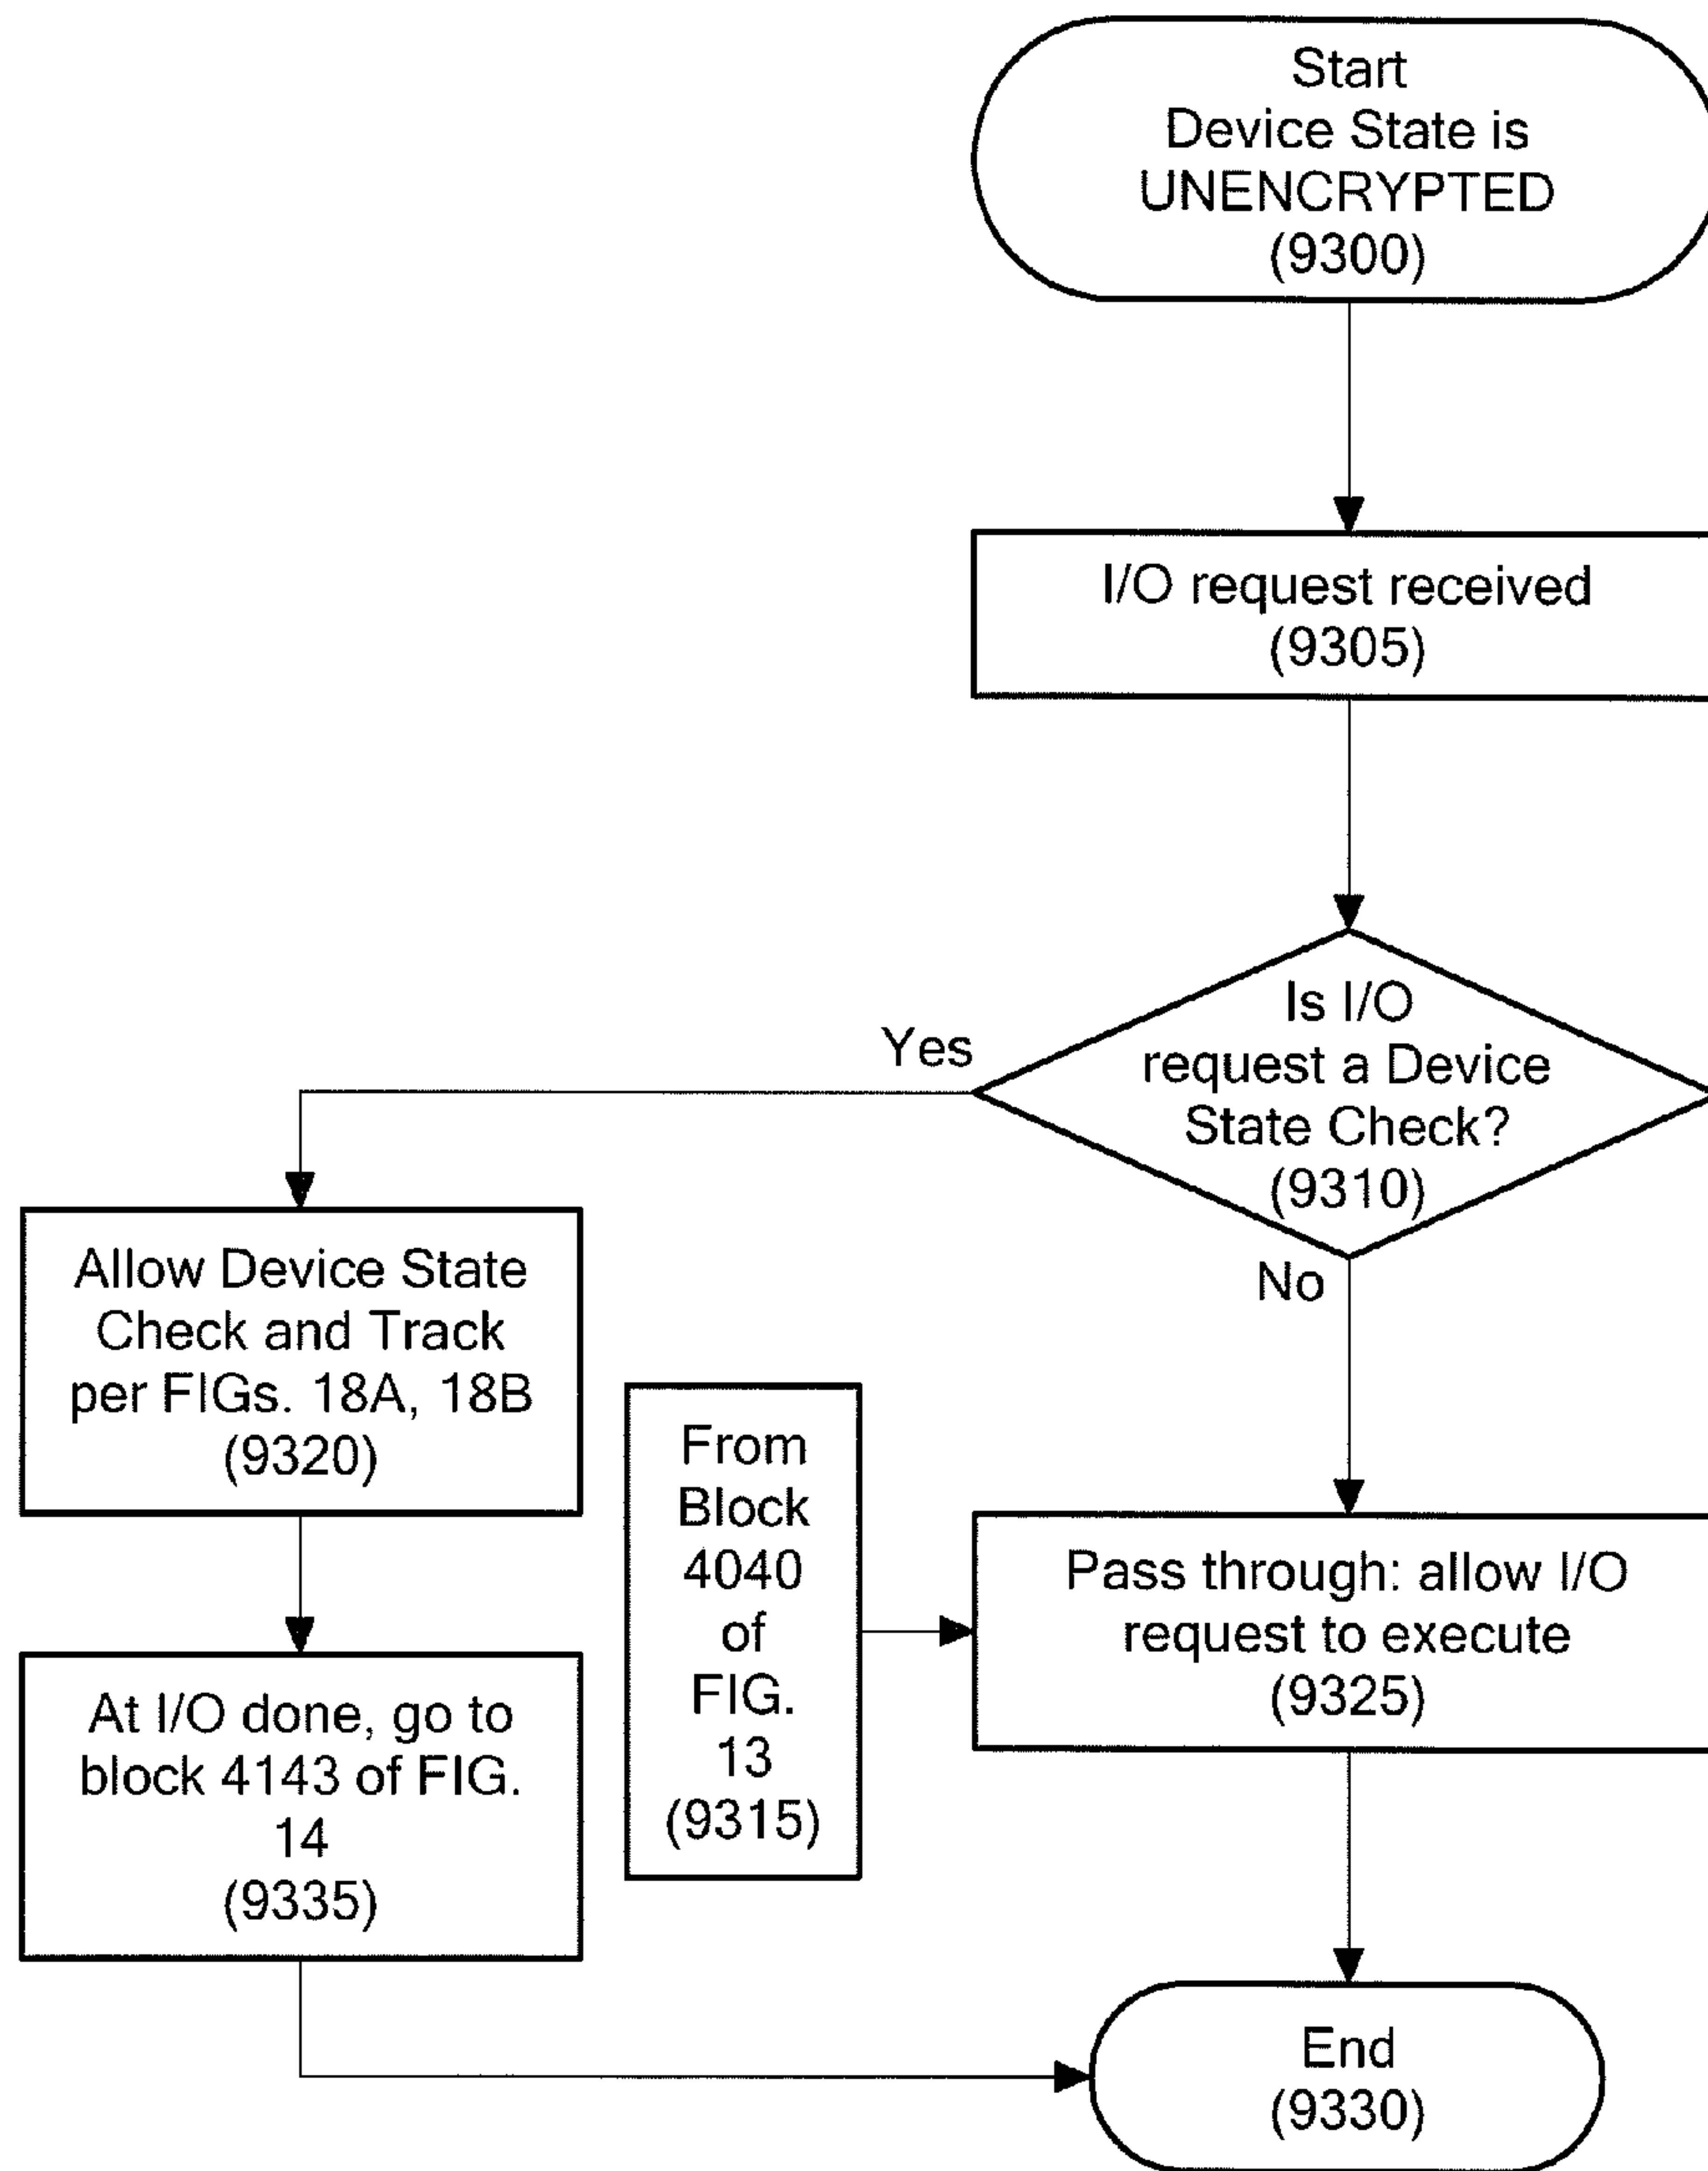 Start
Device State is
UNENCRYPTED
(9300)
I/O request received
(9305)
Is I/O
request a Device
State Check?
(9310)
Yes
No
Allow Device State
Check and Track
per FIGs. 18A, 18B
(9320)
From
Block
4040
of
FIG.
13
(9315)
Pass through: allow I/O
request to execute
(9325)
At I/O done, go to
block 4143 of FIG.
14
(9335)
End
(9330)